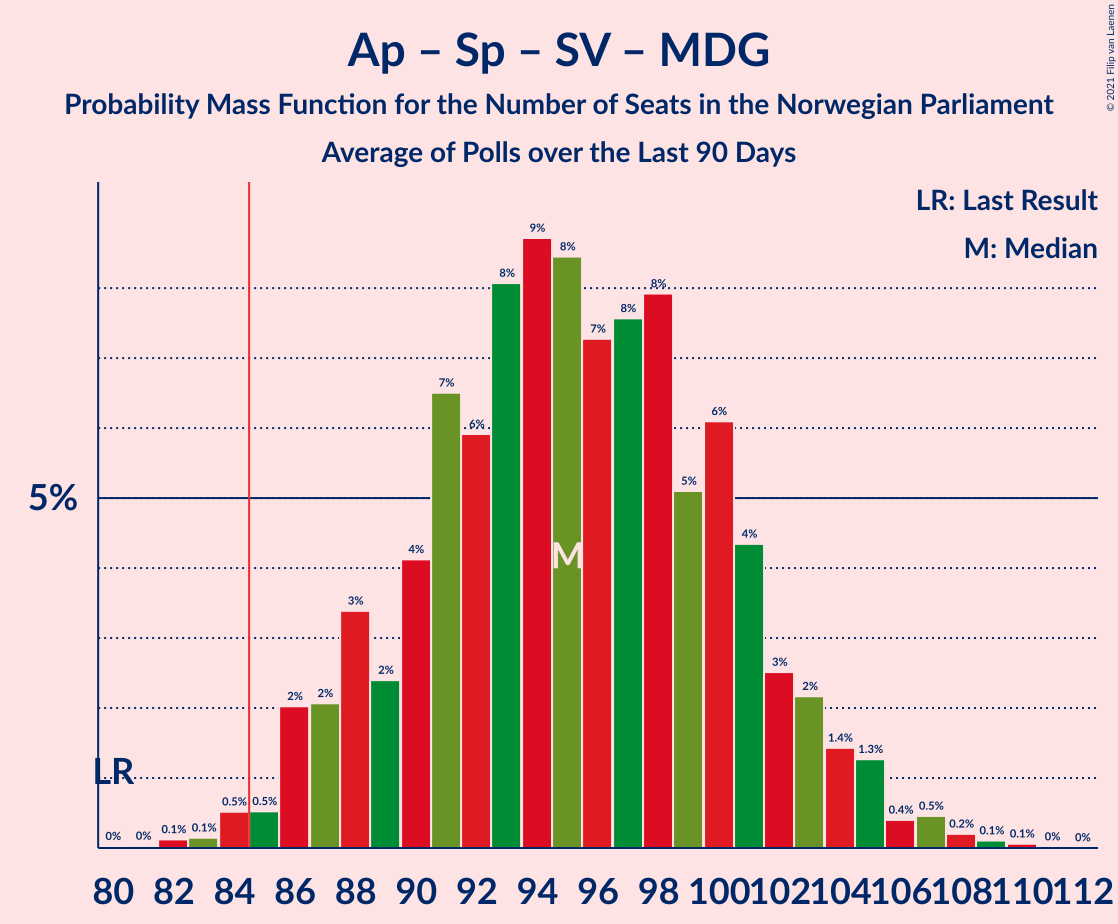 Ap – Sp – SV – MDG
Probability Mass Function for the Number of Seats in the Norwegian Parliament
Average of Polls over the Last 90 Days
© 2021 Filip van Laenen
LR: Last Result
M: Median
5%
LR
M
0% 0% 0.1% 0.1% 0.5% 0.5% 2% 2% 3% 2% 4% 7% 6% 8% 9% 8% 7% 8% 8% 5% 6% 4% 3% 2% 1.4% 1.3% 0.4% 0.5% 0.2% 0.1% 0.1% 0% 0%
80 82 84 86 88 90 92 94 96 98 100 102 104 106 108 110 112